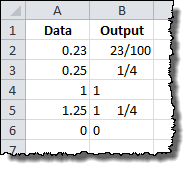 A B
1 Data Output
2 0.23 23/100
3 0.25 1/4
4 1 1
5 1.25 1 1/4
6 0 0
7